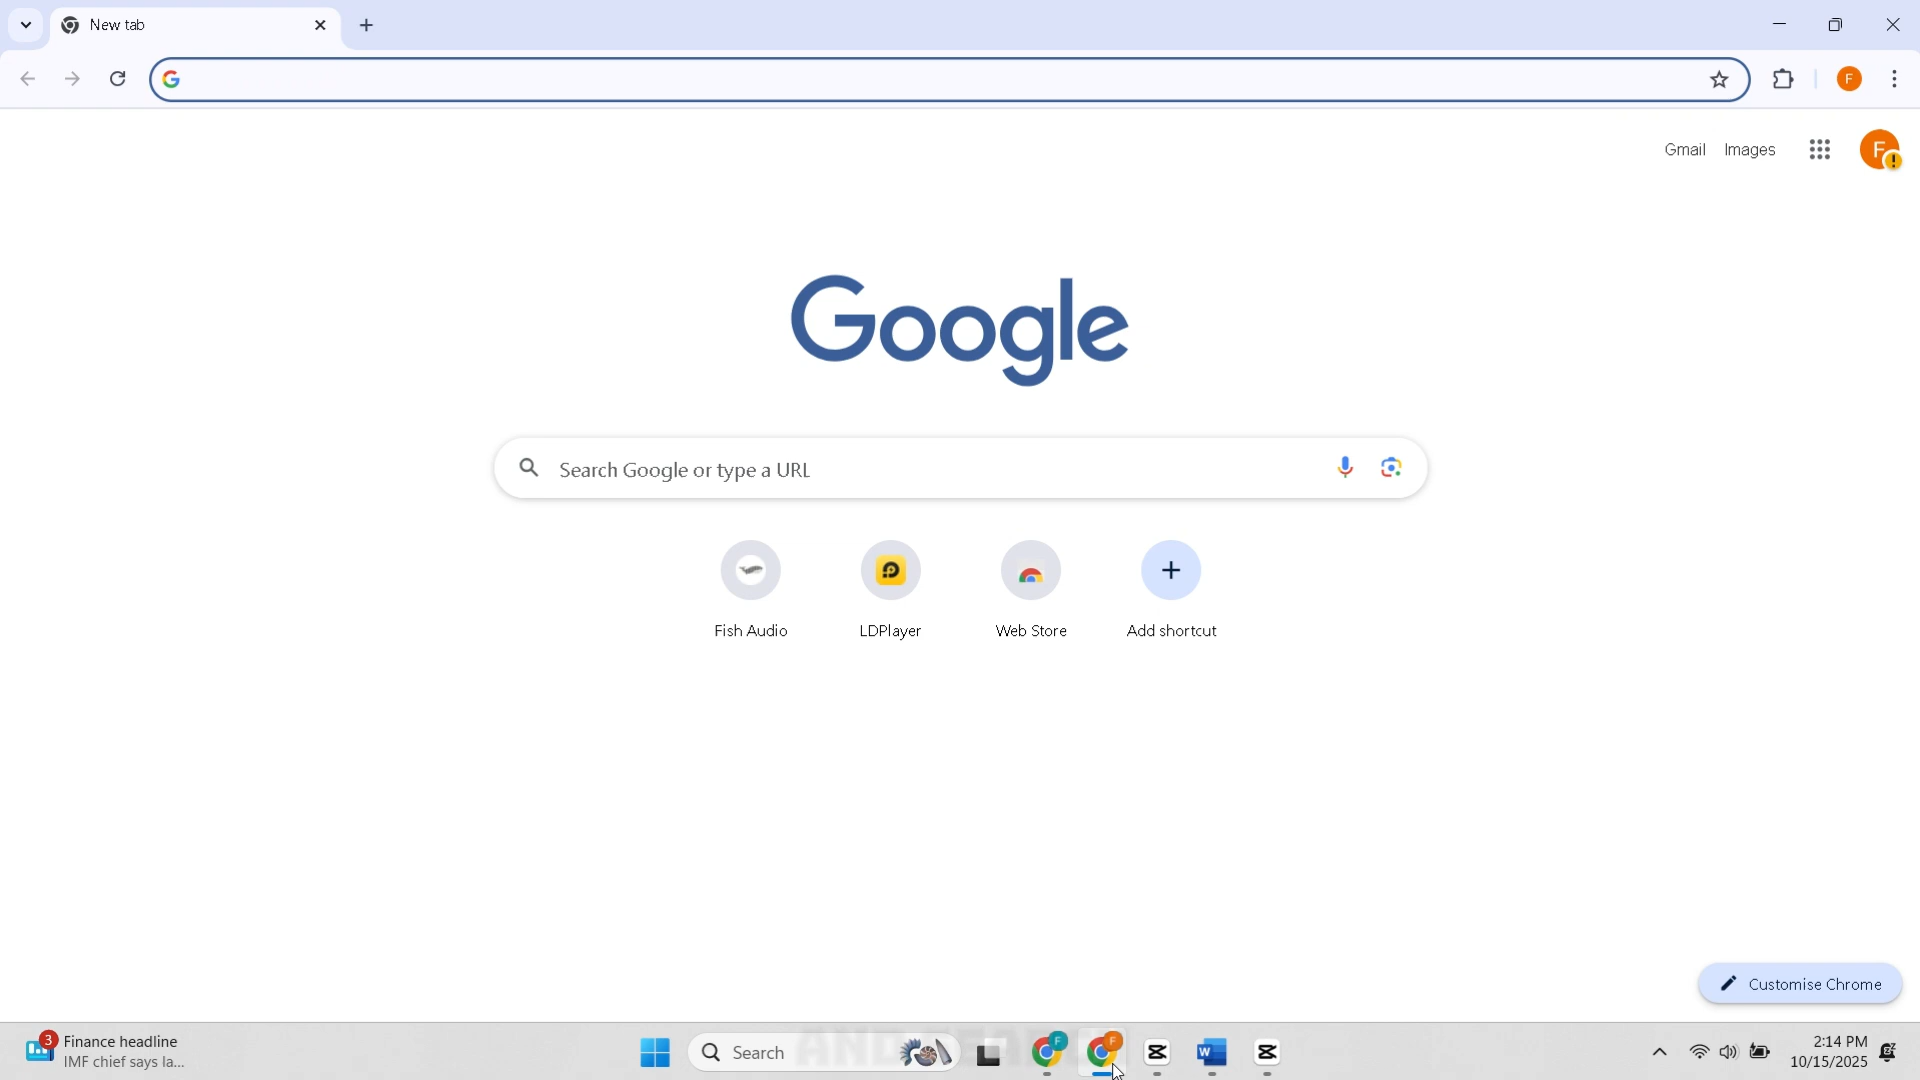 New tab
F
Gmail Images
F
Google
Search Google or type a URL
Fish Audio LDPlayer Web Store Add shortcut
Customise Chrome
3 Finance headline
IMF chief says la...
Search
F F W
2:14 PM
10/15/2025